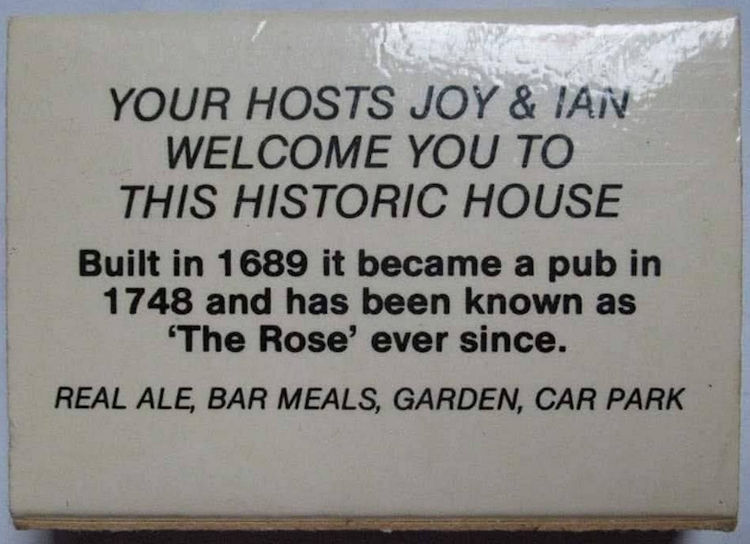 YOUR HOSTS JOY & IAN
WELCOME YOU TO
THIS HISTORIC HOUSE
Built in 1689 it became a pub in
1748 and has been known as
‘The Rose’ ever since.
REAL ALE, BAR MEALS, GARDEN, CAR PARK